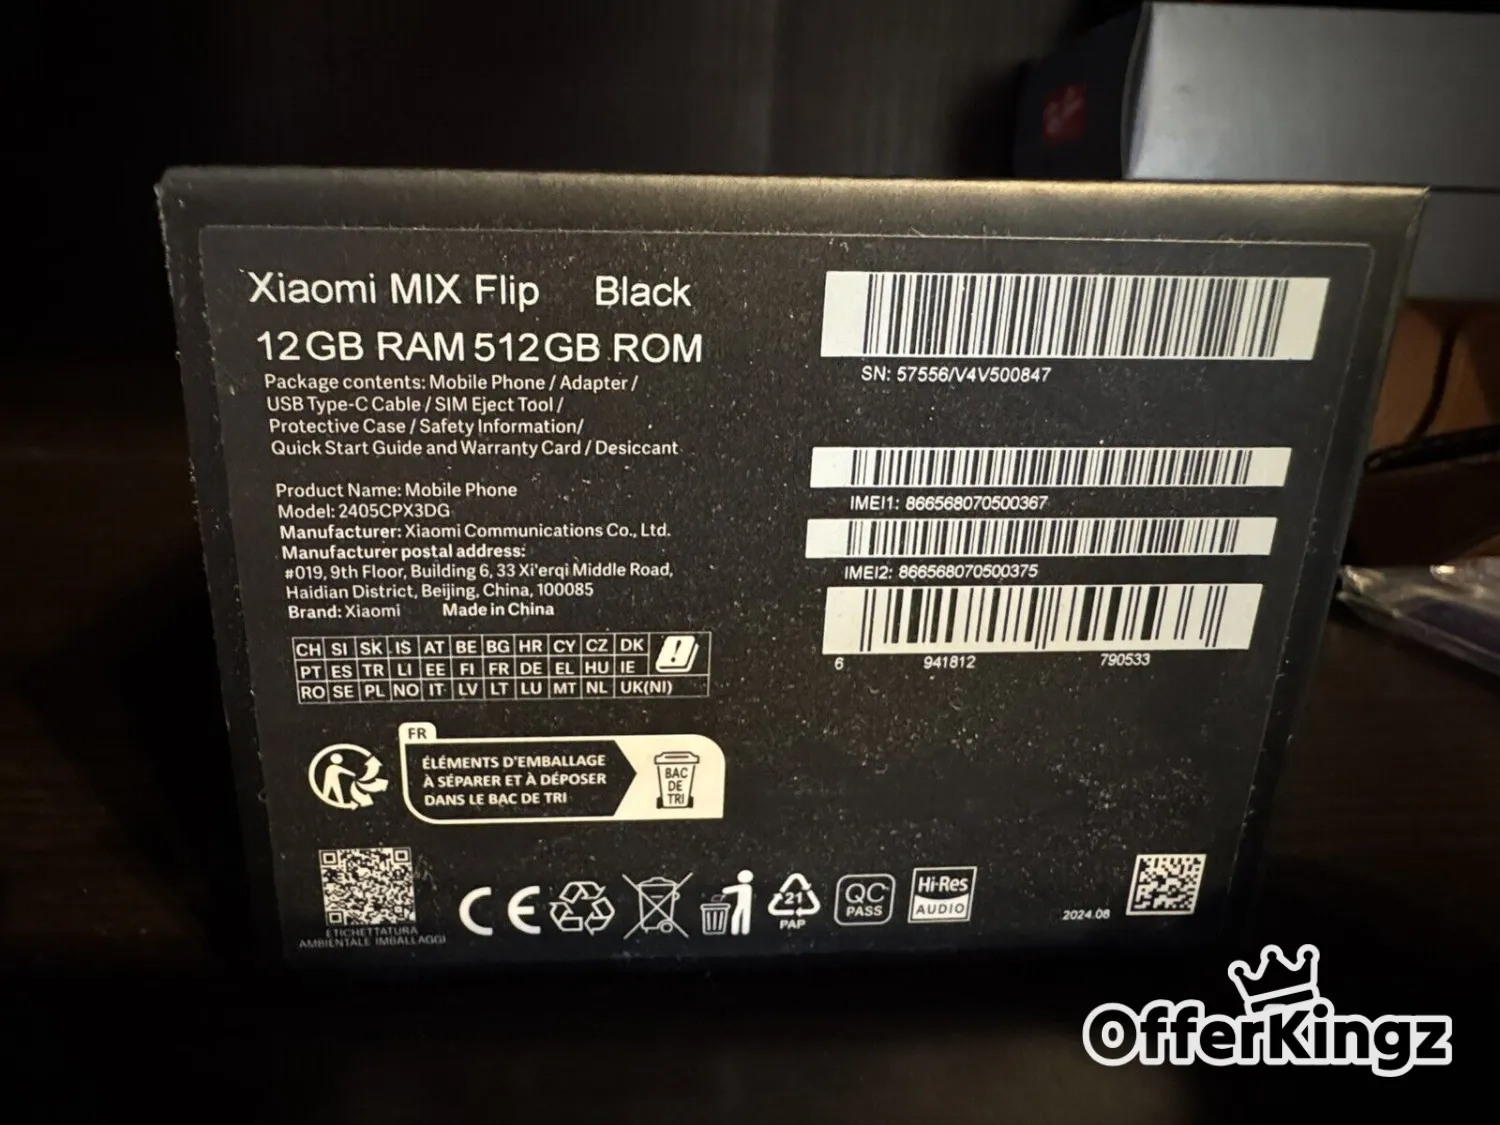 Xiaomi MIX Flip Black
12GB RAM 512GB ROM
Package contents: Mobile Phone / Adapter /
USB Type-C Cable / SIM Eject Tool /
Protective Case / Safety Information/
Quick Start Guide and Warranty Card / Desiccant
Product Name: Mobile Phone
Model: 2405CPX3DG
Manufacturer: Xiaomi Communications Co., Ltd.
Manufacturer postal address:
#019, 9th Floor, Building 6, 33 Xi'erqi Middle Road,
Haidian District, Beijing, China, 100085
Brand: Xiaomi Made in China
CH SI SK IS AT BE BG HR CY CZ DK
PT ES TR LI EE FI FR DE EL HU IE
RO SE PL NO IT LV LT LU MT NL UK(NI)
SN: 57556/V4V500847
IMEI1: 866568070500367
IMEI2: 866568070500375
6 941812 790533
FR
ÉLÉMENTS D'EMBALLAGE
À SÉPARER ET À DÉPOSER
DANS LE BAC DE TRI
BAC
DE
TRI
ETICHETTATURA
AMBIENTALE IMBALLAGGI
CE
21
PAP
QC
PASS
Hi-Res
AUDIO
2024.08
OfferKingz